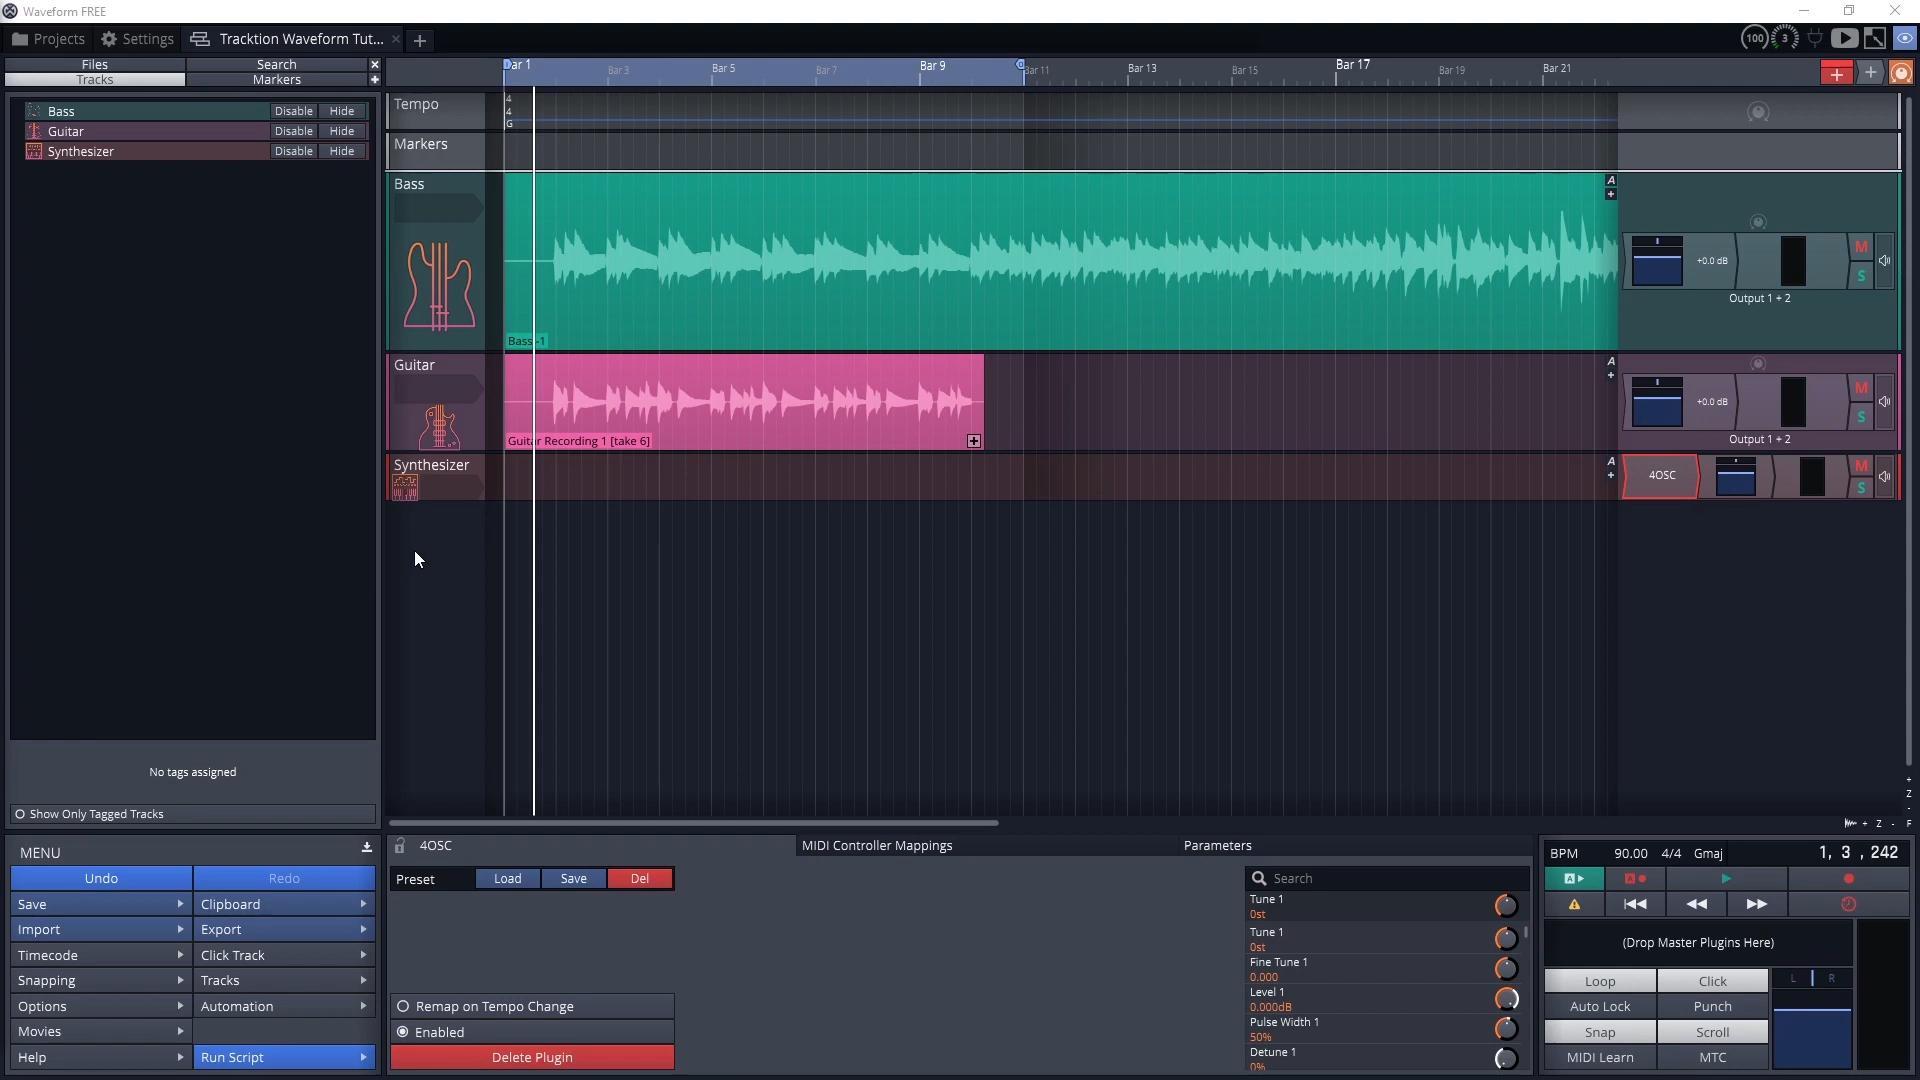 Waveform FREE
Projects Settings Tracktion Waveform Tut... × +
100 3
Files Search
Tracks Markers
Bar 1 Bar 3 Bar 5 Bar 7 Bar 9 Bar 11 Bar 13 Bar 15 Bar 17 Bar 19 Bar 21
Bass Disable Hide
Guitar Disable Hide
Synthesizer Disable Hide
Tempo
4
4
G
Markers
Bass
A
+
Bass -1
+0.0 dB
M
S
Output 1 + 2
Guitar
A
+
Guitar Recording 1 [take 6]
+0.0 dB
M
S
Output 1 + 2
Synthesizer
A
+
4OSC
M
S
No tags assigned
Show Only Tagged Tracks
+
Z
-
+ Z - F
MENU
Undo Redo
Save Clipboard
Import Export
Timecode Click Track
Snapping Tracks
Options Automation
Movies
Help Run Script
4OSC MIDI Controller Mappings Parameters
Preset Load Save Del
Remap on Tempo Change
Enabled
Delete Plugin
Search
Tune 1
0st
Tune 1
0st
Fine Tune 1
0.000
Level 1
0.000dB
Pulse Width 1
50%
Detune 1
0%
BPM 90.00 4/4 Gmaj 1, 3 , 242
A A
(Drop Master Plugins Here)
Loop Click
Auto Lock Punch
Snap Scroll
MIDI Learn MTC
L R